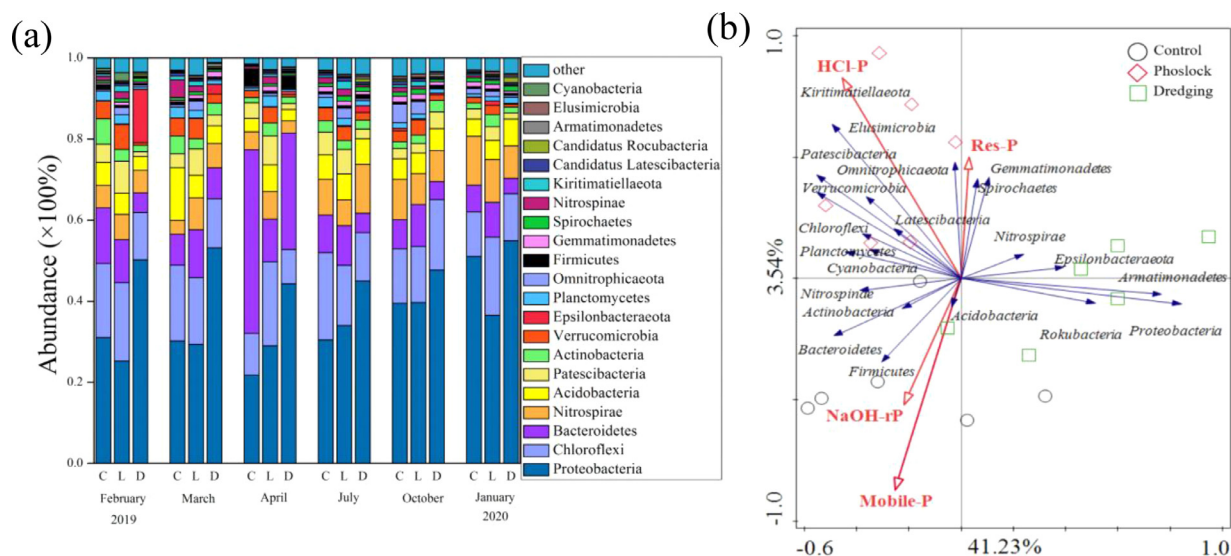 (a)
Abundance (×100%)
1.0
0.8
0.6
0.4
0.2
0.0
C L D C L D C L D C L D C L D C L D
February March April July October January
2019 2020
other
Cyanobacteria
Elusimicrobia
Armatimonadetes
Candidatus Rocubacteria
Candidatus Latescibacteria
Kiritimatiellaeota
Nitrospinae
Spirochaetes
Gemmatimonadetes
Firmicutes
Omnitrophicaeota
Planctomycetes
Epsilonbacteraeota
Verrucomicrobia
Actinobacteria
Patescibacteria
Acidobacteria
Nitrospirae
Bacteroidetes
Chloroflexi
Proteobacteria
(b)
1.0
3.54%
-1.0
-0.6
41.23%
1.0
Control
Phoslock
Dredging
HCl-P
Kiritimatiellaeota
Elusimicrobia
Res-P
Patescibacteria
Omnitrophicaeota
Gemmatimonadetes
Verrucomicrobia
Spirochaetes
Latescibacteria
Chloroflexi
Nitrospirae
Planctomycetes
Cyanobacteria
Epsilonbacteraeota
Armatimonadetes
Nitrospinae
Actinobacteria
Acidobacteria
Rokubacteria
Proteobacteria
Bacteroidetes
Firmicutes
NaOH-rP
Mobile-P